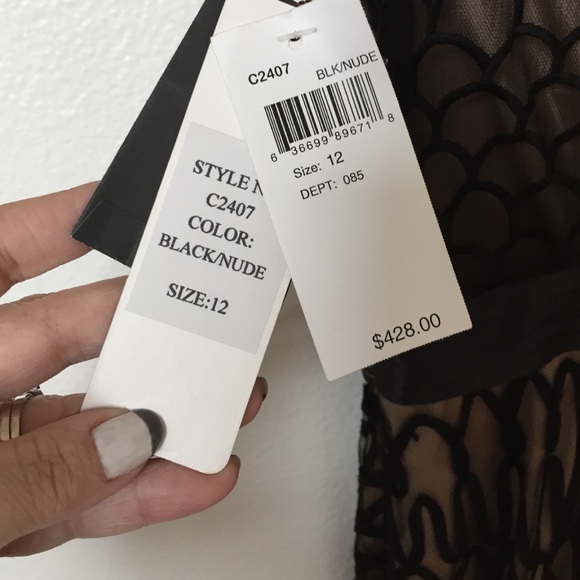 C2407 BLK/NUDE
6 36699 89671 8
Size: 12
DEPT: 085
$428.00
STYLE
C2407
COLOR:
BLACK/NUDE
SIZE:12